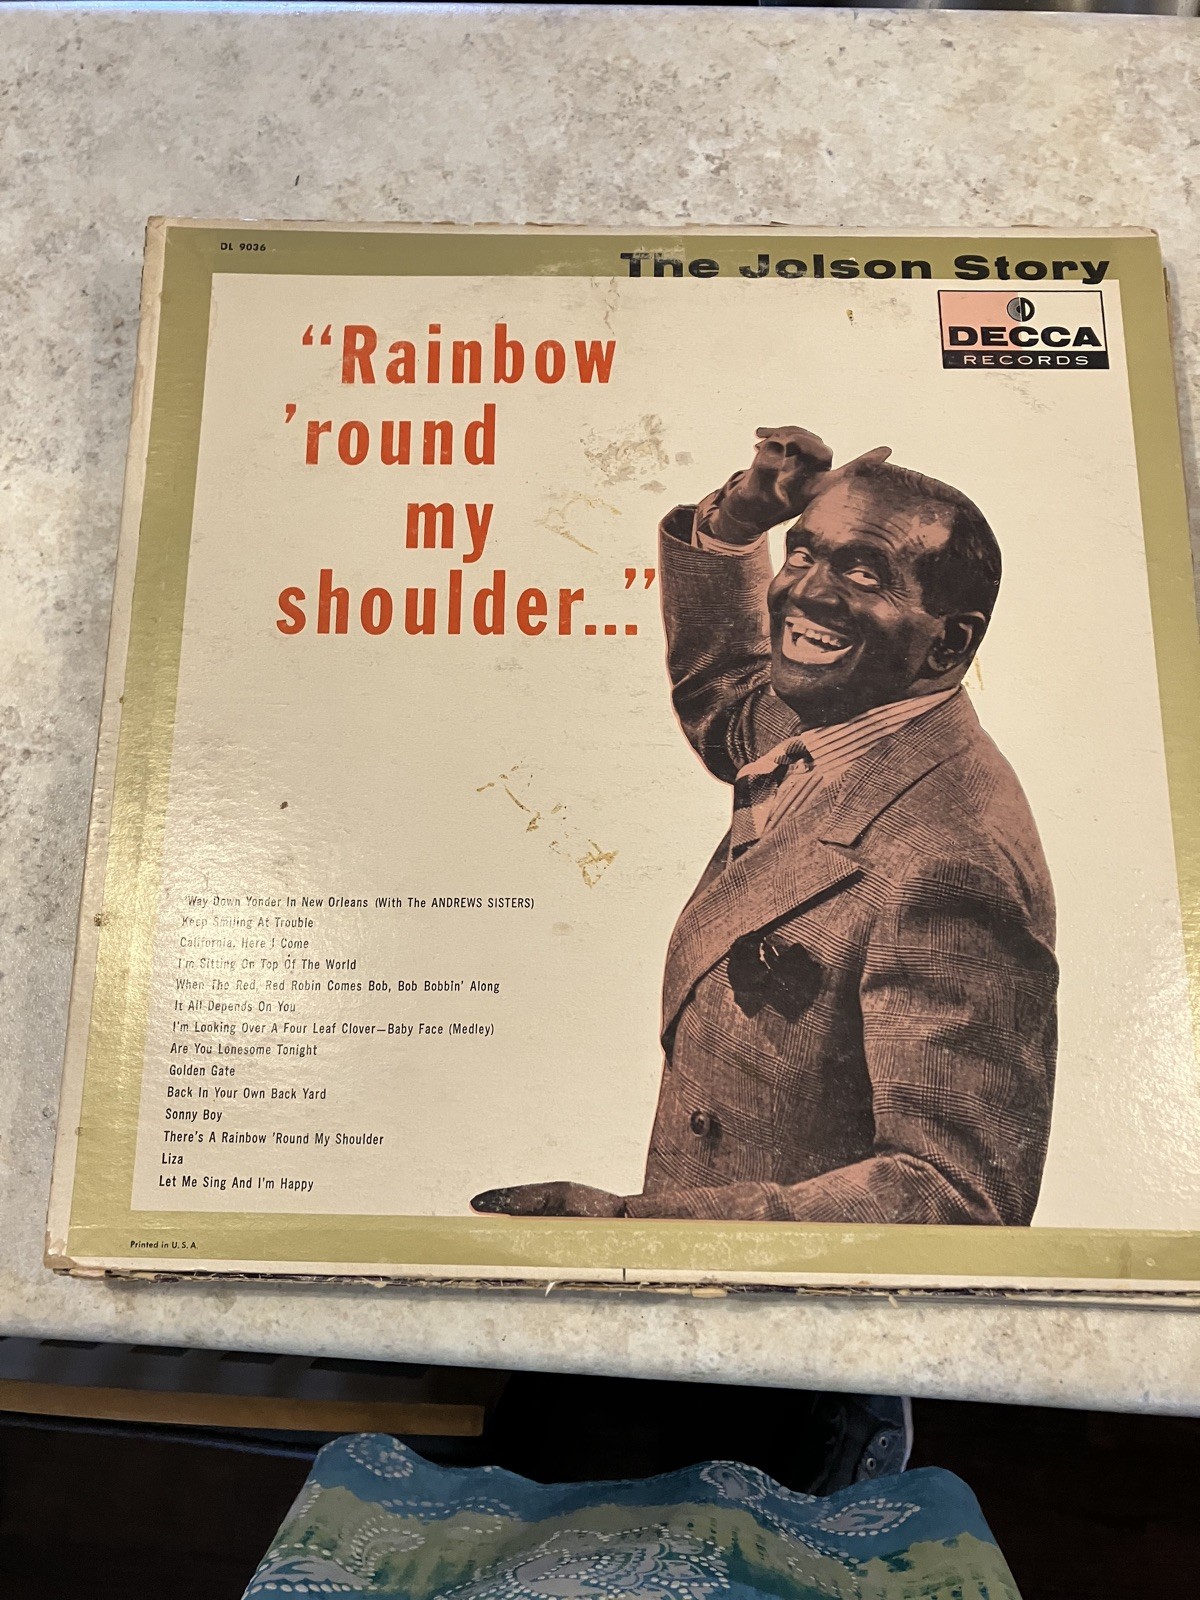 DL 9036
The Jolson Story
DECCA
RECORDS
“Rainbow
’round
my
shoulder...”
'Way Down Yonder In New Orleans (With The ANDREWS SISTERS)
Keep Smiling At Trouble
California, Here I Come
I'm Sitting On Top Of The World
When The Red, Red Robin Comes Bob, Bob Bobbin' Along
It All Depends On You
I'm Looking Over A Four Leaf Clover—Baby Face (Medley)
Are You Lonesome Tonight
Golden Gate
Back In Your Own Back Yard
Sonny Boy
There's A Rainbow 'Round My Shoulder
Liza
Let Me Sing And I'm Happy
Printed in U. S. A.